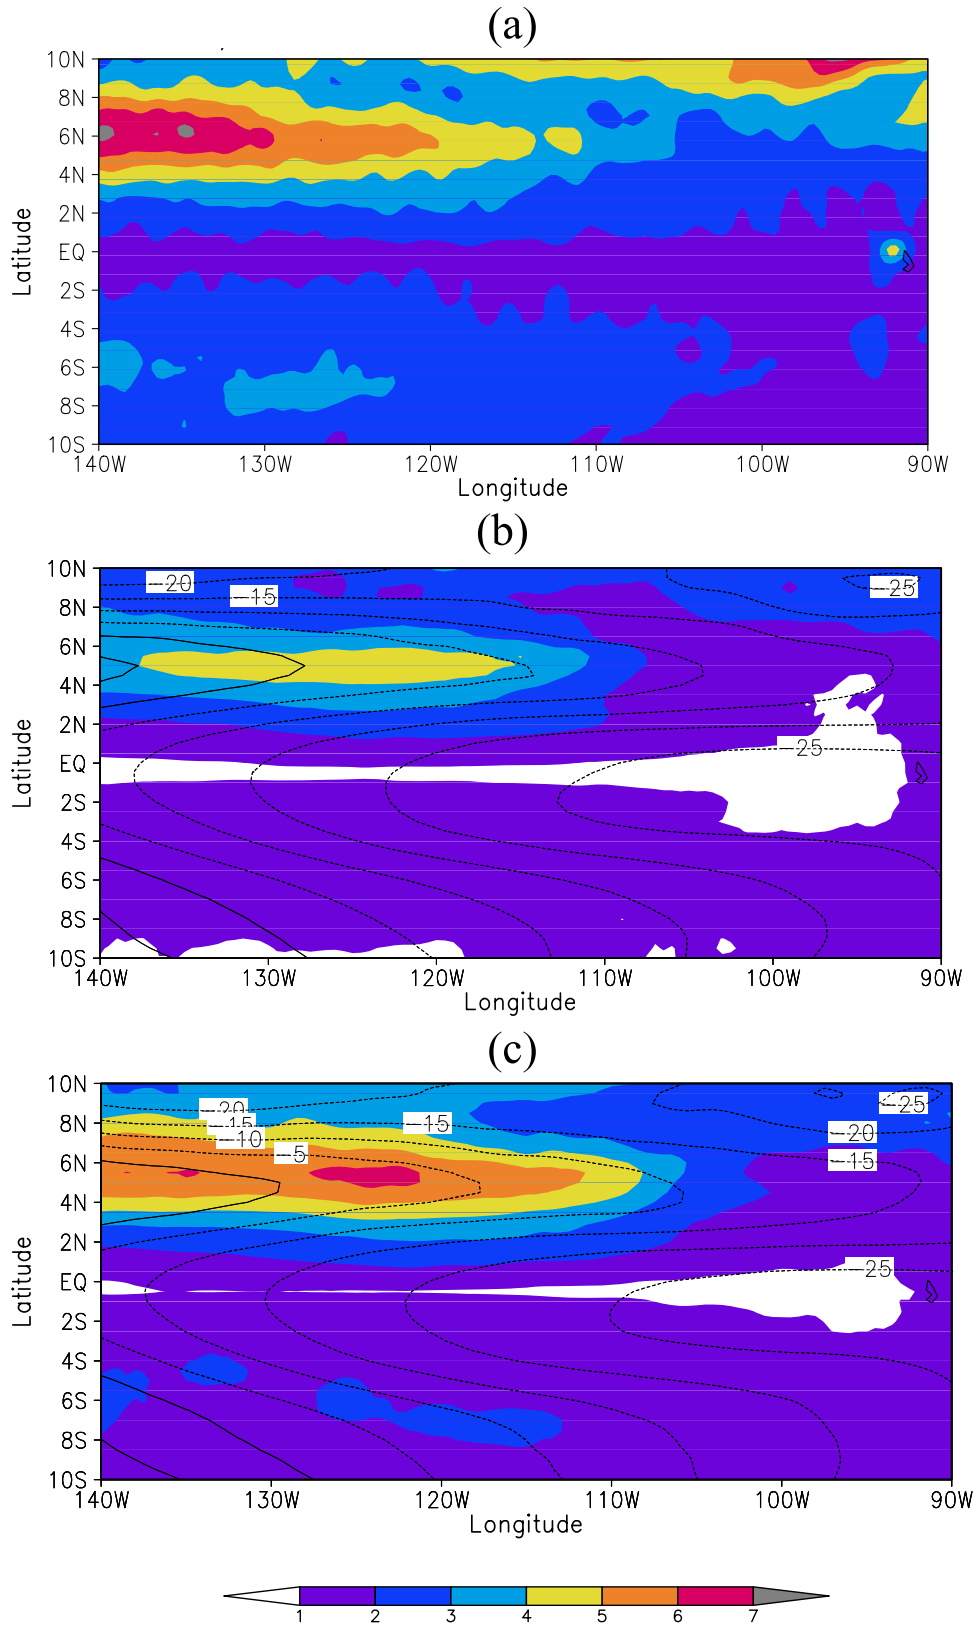 (a)
10N
8N
6N
4N
2N
EQ
2S
4S
6S
8S
10S
Latitude
140W 130W 120W 110W 100W 90W
Longitude
(b)
10N
8N
6N
4N
2N
EQ
2S
4S
6S
8S
10S
Latitude
-20
-15
-25
-25
140W 130W 120W 110W 100W 90W
Longitude
(c)
10N
8N
6N
4N
2N
EQ
2S
4S
6S
8S
10S
Latitude
-20
-15
-10
-5
-15
-25
-20
-15
-25
140W 130W 120W 110W 100W 90W
Longitude
1 2 3 4 5 6 7